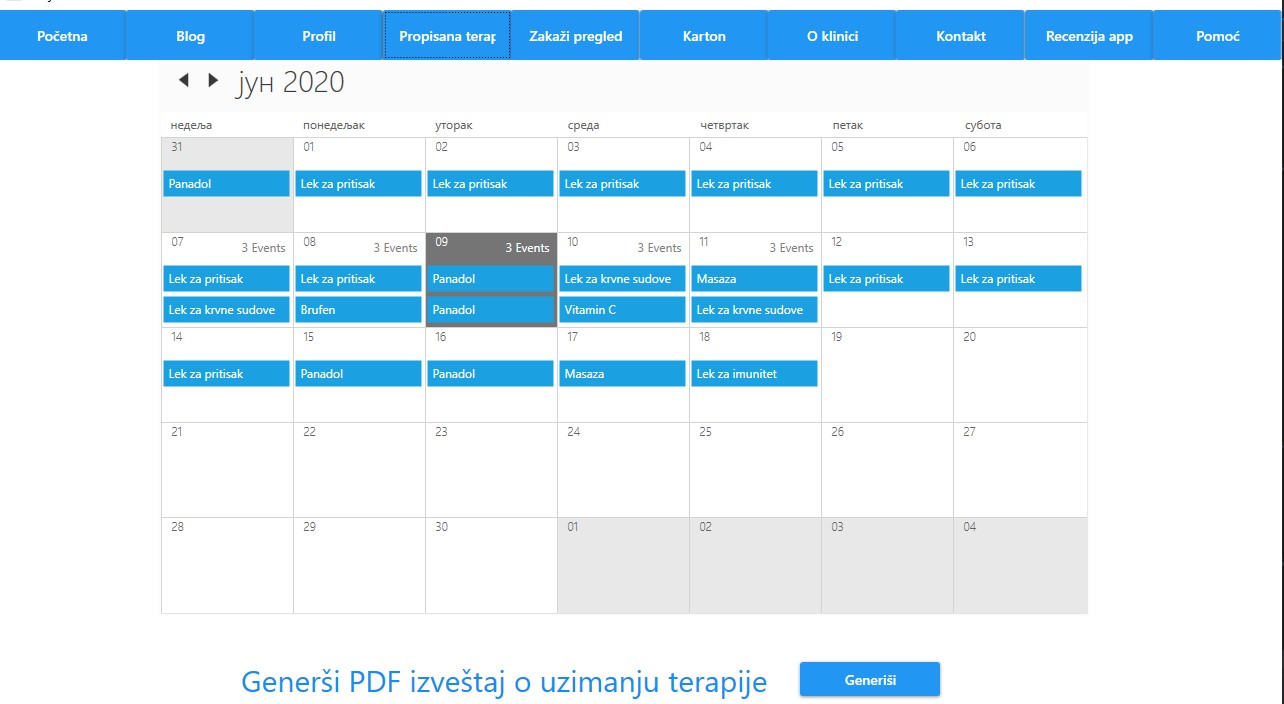 Početna Blog Profil Propisana terap Zakaži pregled Karton O klinici Kontakt Recenzija app Pomoć
јун 2020
недеља понедељак уторак среда четвртак петак субота
31 01 02 03 04 05 06
Panadol Lek za pritisak Lek za pritisak Lek za pritisak Lek za pritisak Lek za pritisak Lek za pritisak
07 3 Events 08 3 Events 09 3 Events 10 3 Events 11 3 Events 12 13
Lek za pritisak Lek za pritisak Panadol Lek za krvne sudove Masaza Lek za pritisak Lek za pritisak
Lek za krvne sudove Brufen Panadol Vitamin C Lek za krvne sudove
14 15 16 17 18 19 20
Lek za pritisak Panadol Panadol Masaza Lek za imunitet
21 22 23 24 25 26 27
28 29 30 01 02 03 04
Generši PDF izveštaj o uzimanju terapije Generiši